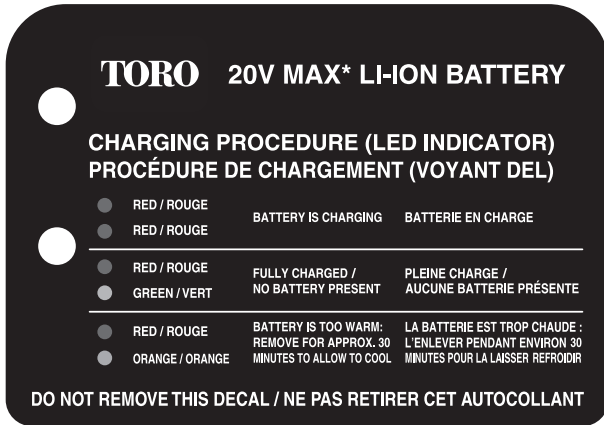 TORO 20V MAX* LI-ION BATTERY
CHARGING PROCEDURE (LED INDICATOR)
PROCÉDURE DE CHARGEMENT (VOYANT DEL)
RED / ROUGE
RED / ROUGE
BATTERY IS CHARGING
BATTERIE EN CHARGE
RED / ROUGE
GREEN / VERT
FULLY CHARGED /
NO BATTERY PRESENT
PLEINE CHARGE /
AUCUNE BATTERIE PRÉSENTE
RED / ROUGE
ORANGE / ORANGE
BATTERY IS TOO WARM:
REMOVE FOR APPROX. 30
MINUTES TO ALLOW TO COOL
LA BATTERIE EST TROP CHAUDE :
L'ENLEVER PENDANT ENVIRON 30
MINUTES POUR LA LAISSER REFROIDIR
DO NOT REMOVE THIS DECAL / NE PAS RETIRER CET AUTOCOLLANT